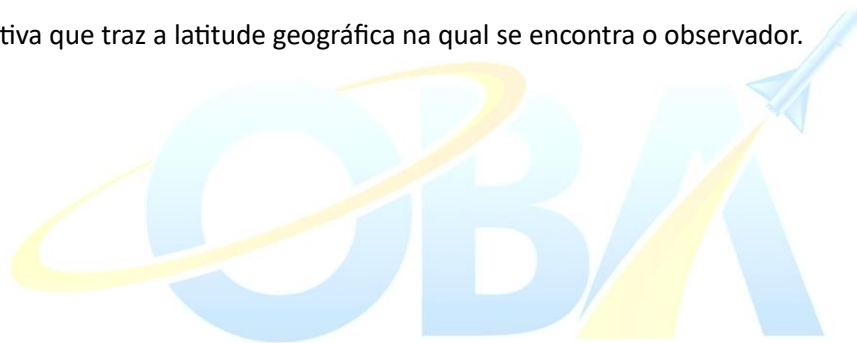 tiva que traz a latitude geográfica na qual se encontra o observador.
OBA